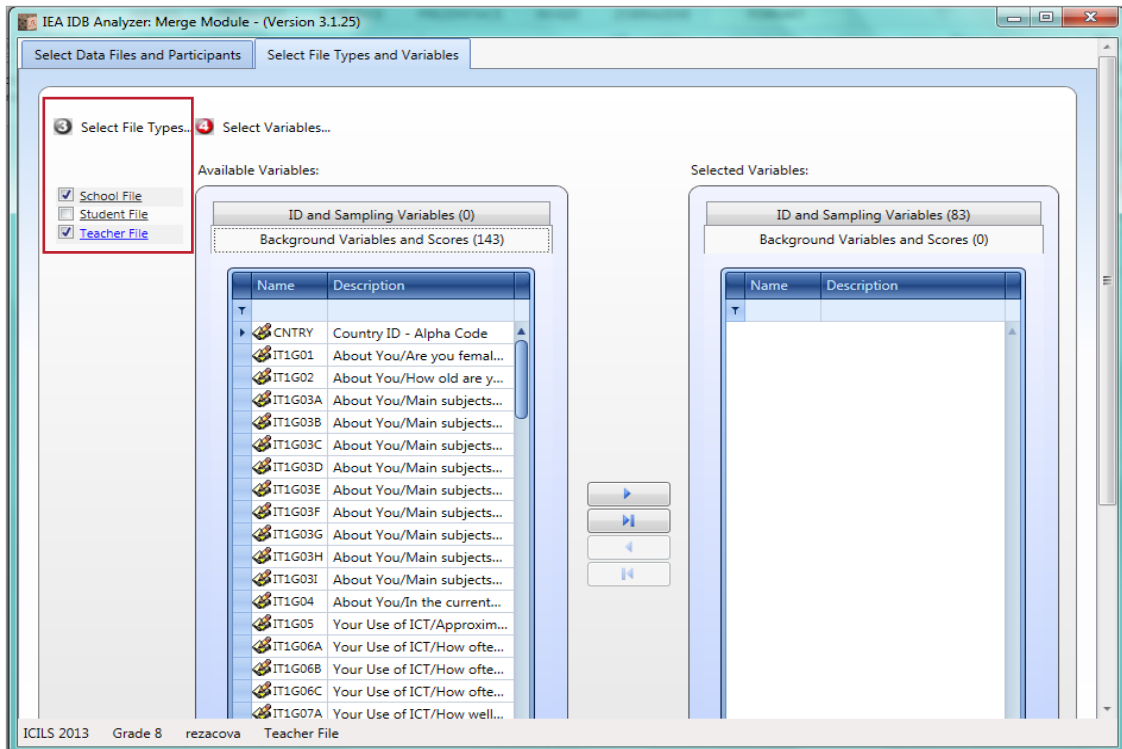 IEA IDB Analyzer: Merge Module - (Version 3.1.25)
Select Data Files and Participants Select File Types and Variables
3 Select File Types... 4 Select Variables...
Available Variables: Selected Variables:
School File
Student File
Teacher File
ID and Sampling Variables (0) ID and Sampling Variables (83)
Background Variables and Scores (143) Background Variables and Scores (0)
Name Description Name Description
CNTRY Country ID - Alpha Code
IT1G01 About You/Are you femal...
IT1G02 About You/How old are y...
IT1G03A About You/Main subjects...
IT1G03B About You/Main subjects...
IT1G03C About You/Main subjects...
IT1G03D About You/Main subjects...
IT1G03E About You/Main subjects...
IT1G03F About You/Main subjects...
IT1G03G About You/Main subjects...
IT1G03H About You/Main subjects...
IT1G03I About You/Main subjects...
IT1G04 About You/In the current...
IT1G05 Your Use of ICT/Approxim...
IT1G06A Your Use of ICT/How ofte...
IT1G06B Your Use of ICT/How ofte...
IT1G06C Your Use of ICT/How ofte...
IT1G07A Your Use of ICT/How well...
ICILS 2013 Grade 8 rezacova Teacher File